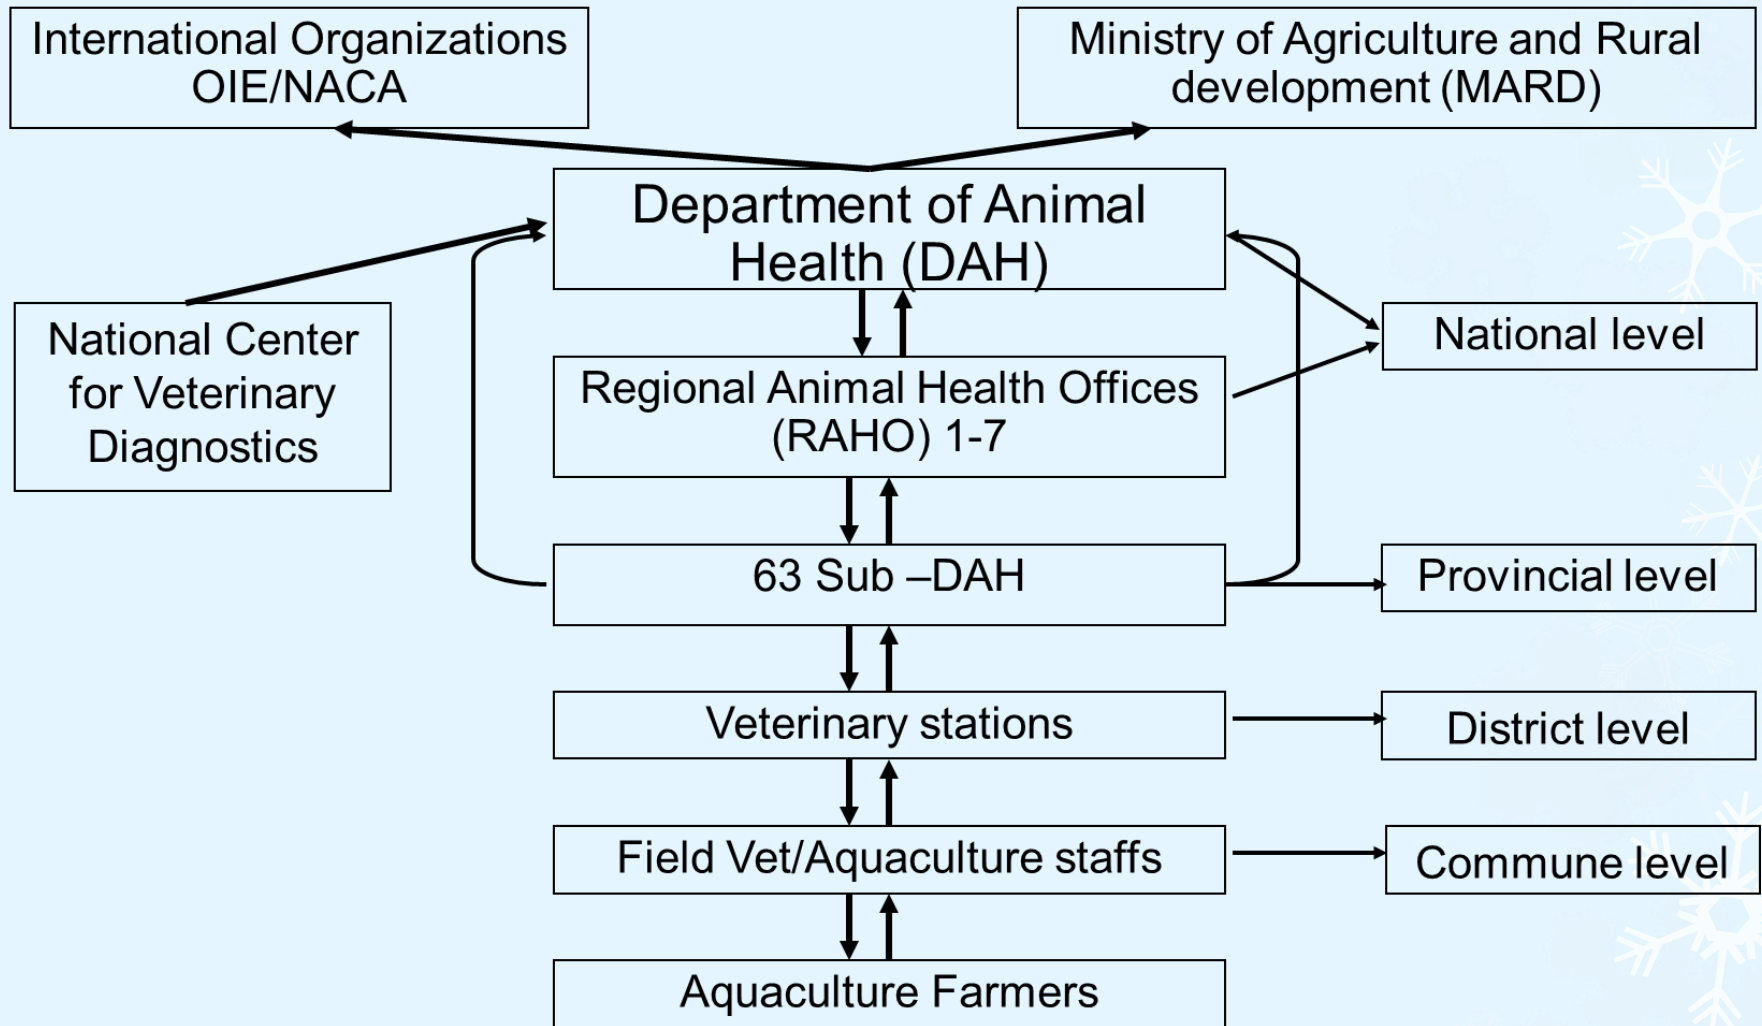 International Organizations
OIE/NACA
Ministry of Agriculture and Rural
development (MARD)
Department of Animal
Health (DAH)
National Center
for Veterinary
Diagnostics
National level
Regional Animal Health Offices
(RAHO) 1-7
63 Sub –DAH
Provincial level
Veterinary stations
District level
Field Vet/Aquaculture staffs
Commune level
Aquaculture Farmers